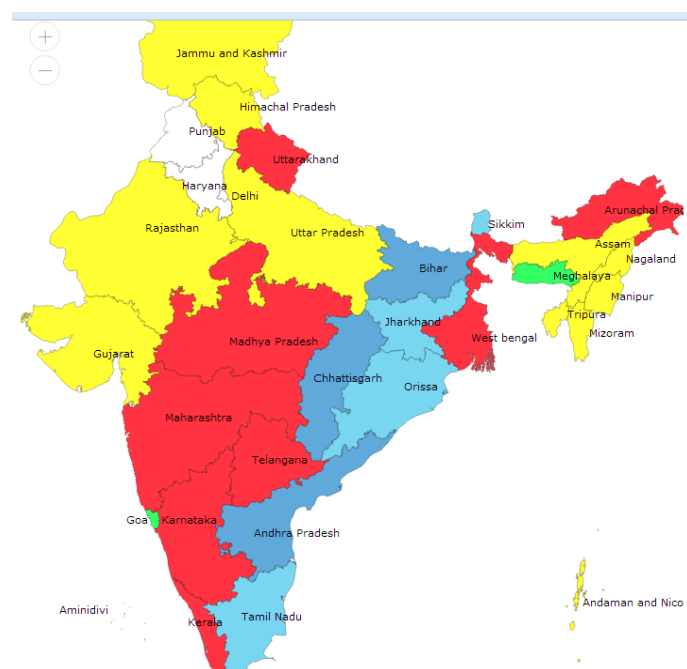 Jammu and Kashmir
Himachal Pradesh
Punjab
Uttarakhand
Haryana
Delhi
Arunachal Prac
Rajasthan
Uttar Pradesh
Sikkim
Assam
Nagaland
Bihar
Meghalaya
Manipur
Tripura
Jharkhand
Mizoram
West bengal
Madhya Pradesh
Gujarat
Chhattisgarh
Orissa
Maharashtra
Telangana
Goa
Karnataka
Andhra Pradesh
Andaman and Nico
Aminidivi
Kerala
Tamil Nadu